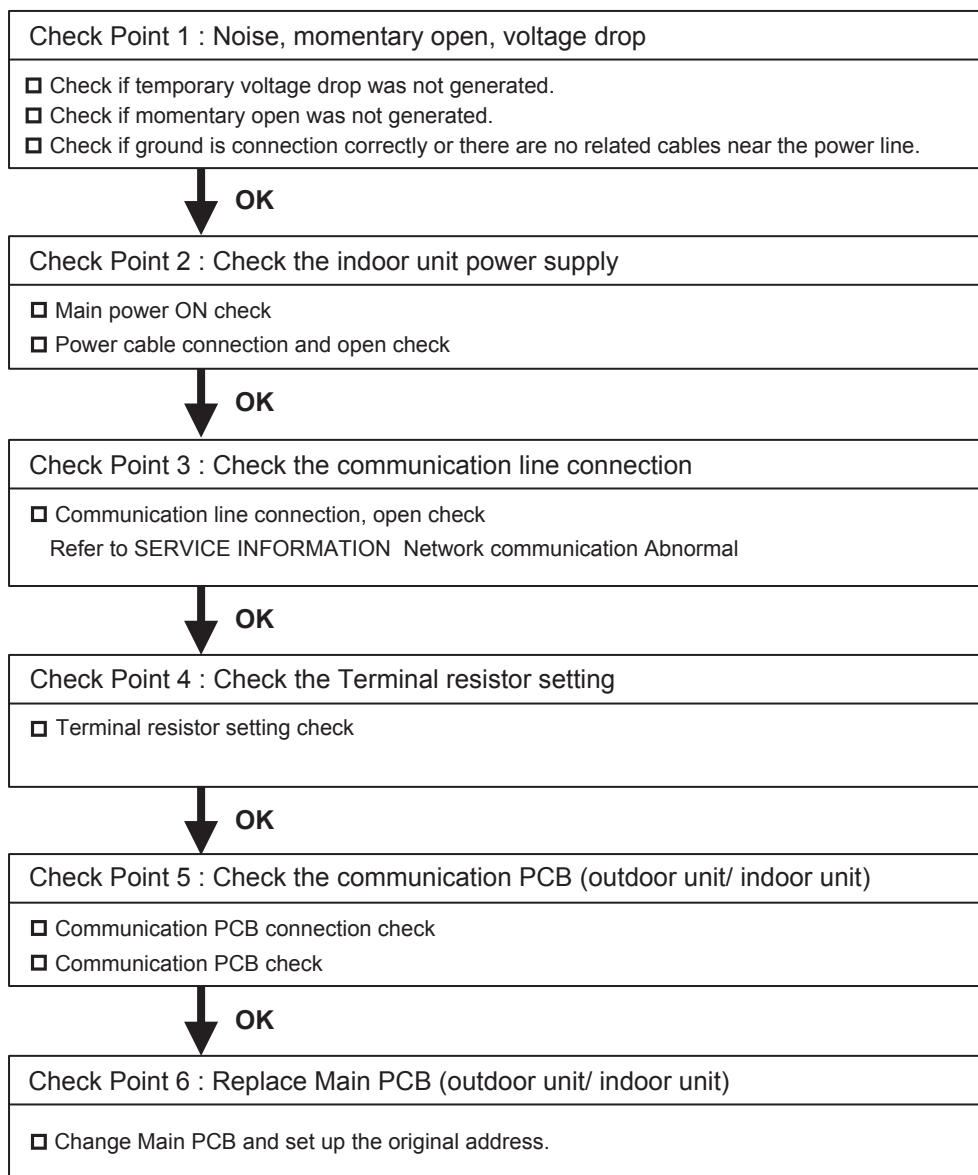 Check Point 1 : Noise, momentary open, voltage drop
Check if temporary voltage drop was not generated.
Check if momentary open was not generated.
Check if ground is connection correctly or there are no related cables near the power line.
OK
Check Point 2 : Check the indoor unit power supply
Main power ON check
Power cable connection and open check
OK
Check Point 3 : Check the communication line connection
Communication line connection, open check
Refer to SERVICE INFORMATION  Network communication Abnormal
OK
Check Point 4 : Check the Terminal resistor setting
Terminal resistor setting check
OK
Check Point 5 : Check the communication PCB (outdoor unit/ indoor unit)
Communication PCB connection check
Communication PCB check
OK
Check Point 6 : Replace Main PCB (outdoor unit/ indoor unit)
Change Main PCB and set up the original address.